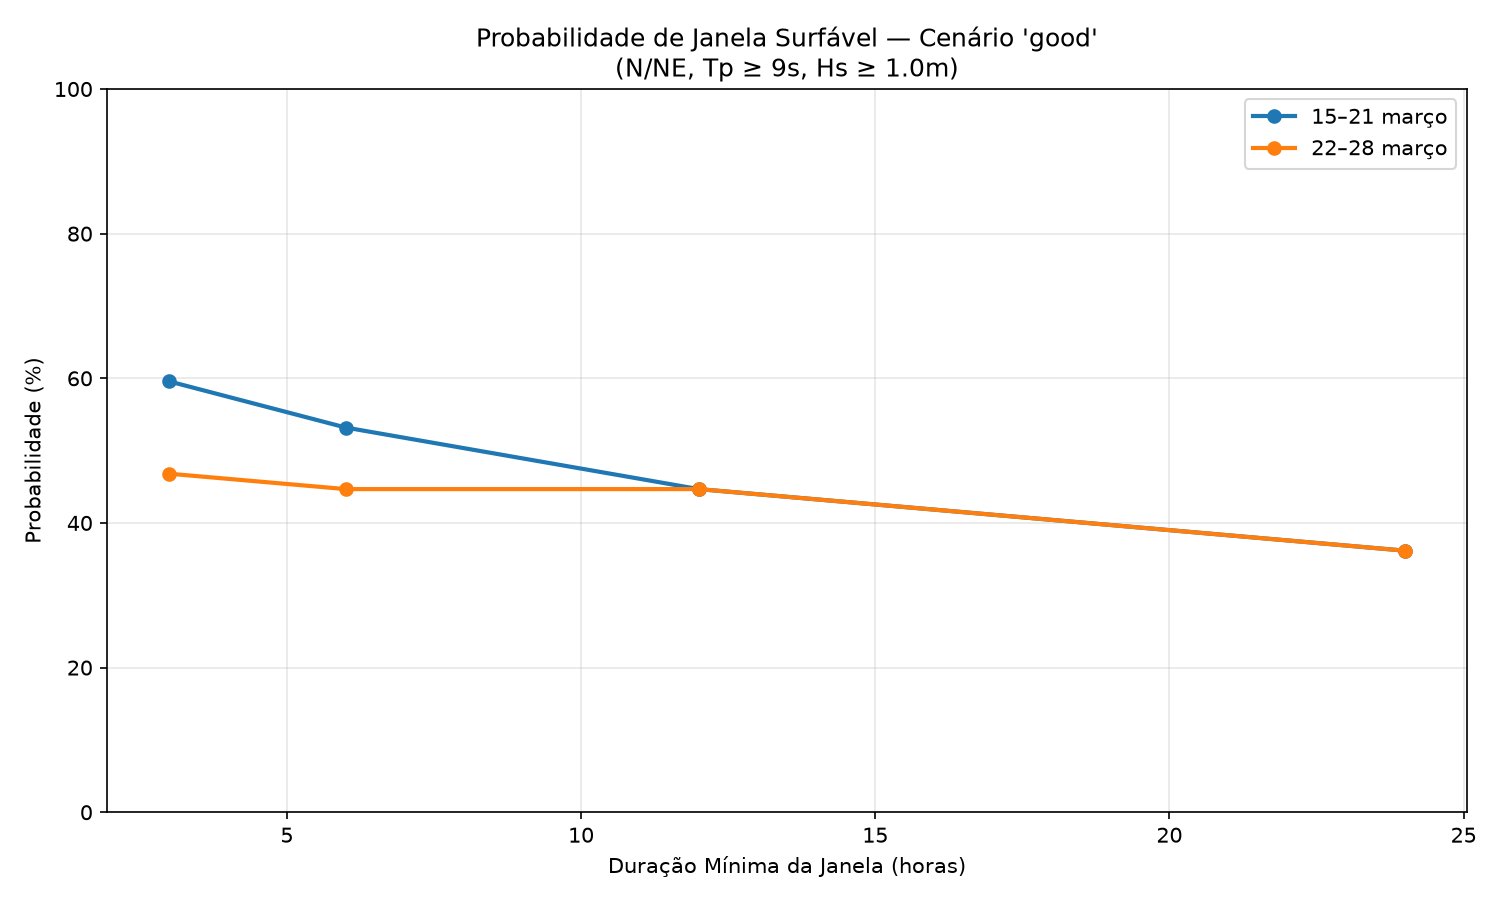 Probabilidade de Janela Surfável — Cenário 'good'
(N/NE, Tp ≥ 9s, Hs ≥ 1.0m)
100
80
60
40
20
0
Probabilidade (%)
15–21 março
22–28 março
5
10
15
20
25
Duração Mínima da Janela (horas)